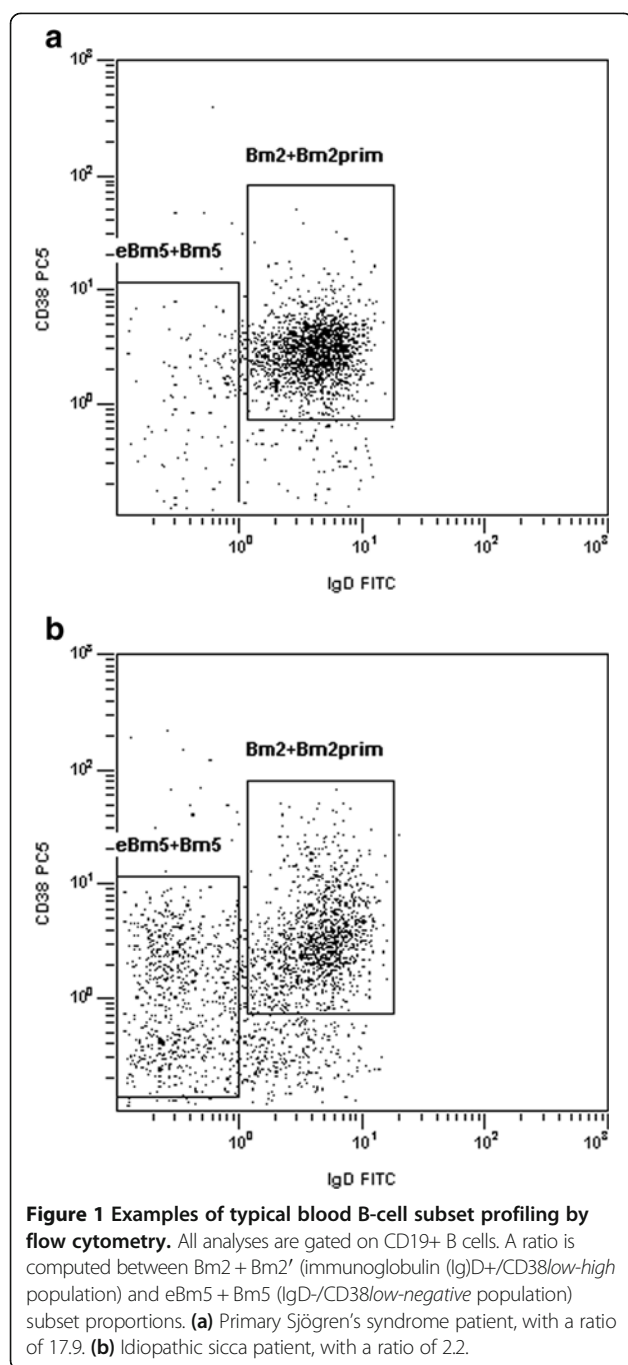 a
10³
Bm2+Bm2prim
10²
eBm5+Bm5
10¹
CD38 PC5
10⁰
10⁰ 10¹ 10² 10³
IgD FITC
b
10³
Bm2+Bm2prim
10²
eBm5+Bm5
10¹
CD38 PC5
10⁰
10⁰ 10¹ 10² 10³
IgD FITC
Figure 1 Examples of typical blood B-cell subset profiling by
flow cytometry. All analyses are gated on CD19+ B cells. A ratio is
computed between Bm2 + Bm2′ (immunoglobulin (Ig)D+/CD38low-high
population) and eBm5 + Bm5 (IgD-/CD38low-negative population)
subset proportions. (a) Primary Sjögren's syndrome patient, with a ratio
of 17.9. (b) Idiopathic sicca patient, with a ratio of 2.2.